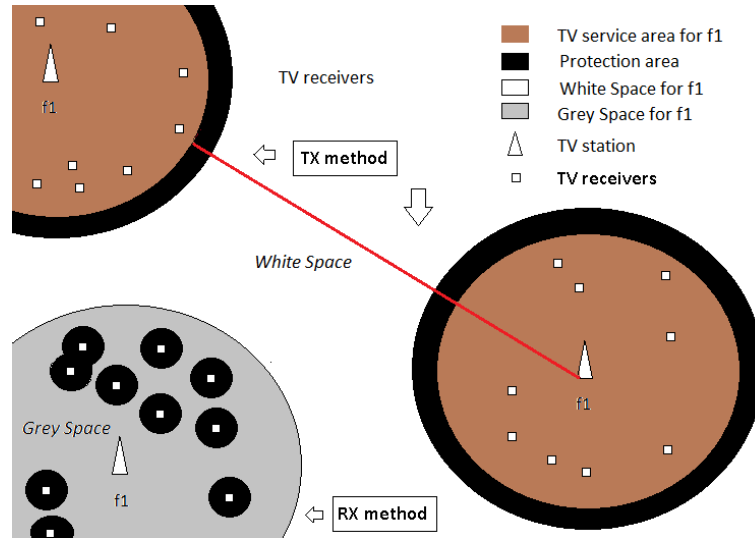 f1
TV receivers
TX method
White Space
TV service area for f1
Protection area
White Space for f1
Grey Space for f1
TV station
TV receivers
f1
Grey Space
f1
RX method